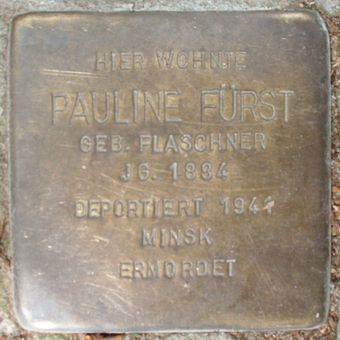 HIER WOHNTE
PAULINE FÜRST
GEB. FLASCHNER
JG. 1884
DEPORTIERT 1941
MINSK
ERMORDET